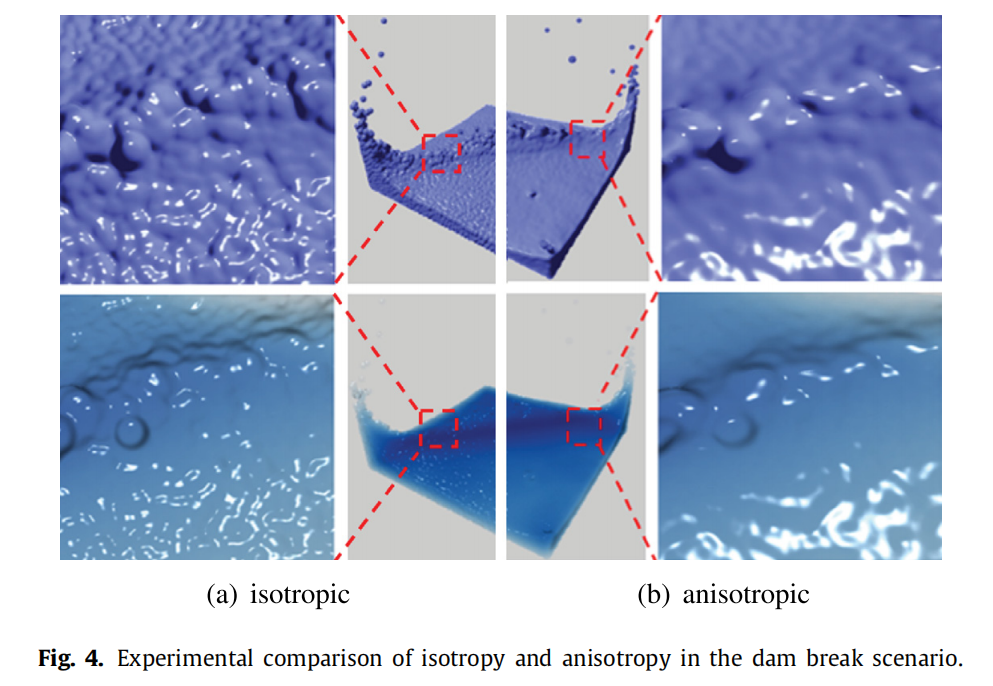 (a) isotropic
(b) anisotropic
Fig. 4. Experimental comparison of isotropy and anisotropy in the dam break scenario.